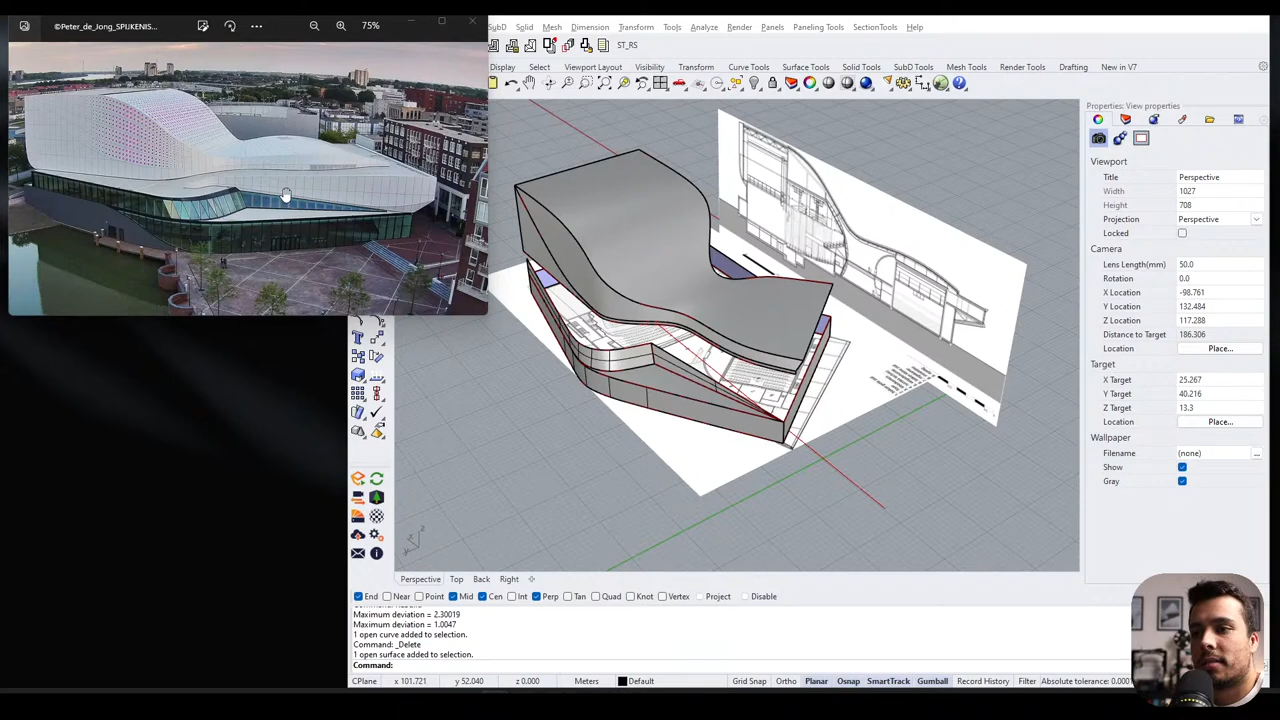 ©Peter_de_Jong_SPIJKENIS...
75%
SubD Solid Mesh Dimension Transform Tools Analyze Render Panels Paneling Tools SectionTools Help
ST_RS
Display Select Viewport Layout Visibility Transform Curve Tools Surface Tools Solid Tools SubD Tools Mesh Tools Render Tools Drafting New in V7
Properties: View properties
Viewport
Title Perspective
Width 1027
Height 708
Projection Perspective
Locked
Camera
Lens Length(mm) 50.0
Rotation 0.0
X Location -98.761
Y Location 132.484
Z Location 117.288
Distance to Target 186.306
Location Place...
Target
X Target 25.267
Y Target 40.216
Z Target 13.3
Location Place...
Wallpaper
Filename (none) ...
Show
Gray
z
x
y
Perspective Top Back Right
End Near Point Mid Cen Int Perp Tan Quad Knot Vertex Project Disable
Maximum deviation = 2.30019
Maximum deviation = 1.0047
1 open curve added to selection.
Command: _Delete
1 open surface added to selection.
Command:
CPlane x 101.721 y 52.040 z 0.000 Meters Default Grid Snap Ortho Planar Osnap SmartTrack Gumball Record History Filter Absolute tolerance: 0.0001